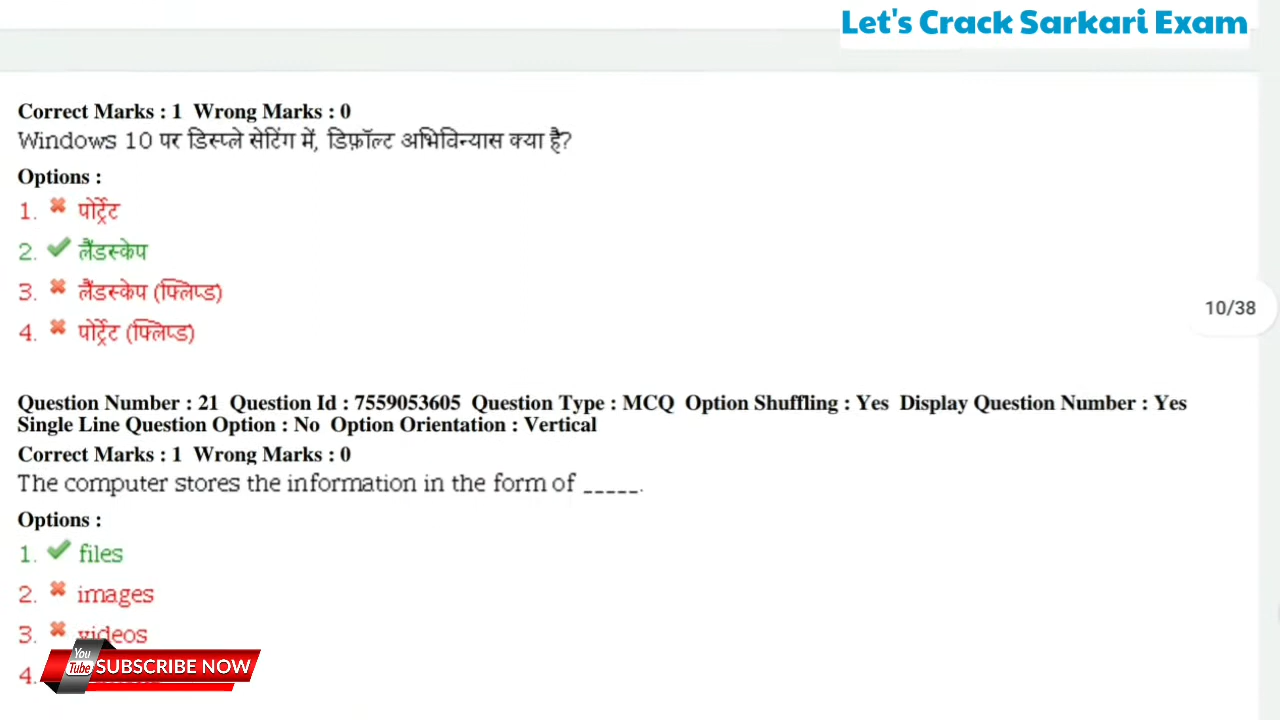 Let's Crack Sarkari Exam
Correct Marks : 1 Wrong Marks : 0
Windows 10 पर डिस्प्ले सेटिंग में, डिफ़ॉल्ट अभिविन्यास क्या है?
Options :
1. पोर्ट्रेट
2. लैंडस्केप
3. लैंडस्केप (फ्लिप्ड)
4. पोर्ट्रेट (फ्लिप्ड)
10/38
Question Number : 21 Question Id : 7559053605 Question Type : MCQ Option Shuffling : Yes Display Question Number : Yes
Single Line Question Option : No Option Orientation : Vertical
Correct Marks : 1 Wrong Marks : 0
The computer stores the information in the form of _____.
Options :
1. files
2. images
3. videos
4.
You Tube SUBSCRIBE NOW